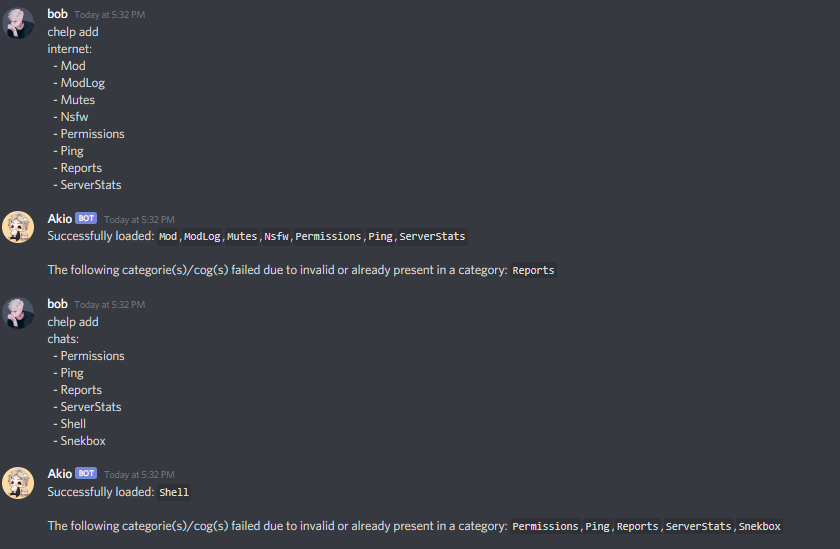 bob Today at 5:32 PM
chelp add
internet:
- Mod
- ModLog
- Mutes
- Nsfw
- Permissions
- Ping
- Reports
- ServerStats
Akio BOT Today at 5:32 PM
Successfully loaded: Mod,ModLog,Mutes,Nsfw,Permissions,Ping,ServerStats
The following categorie(s)/cog(s) failed due to invalid or already present in a category: Reports
bob Today at 5:32 PM
chelp add
chats:
- Permissions
- Ping
- Reports
- ServerStats
- Shell
- Snekbox
Akio BOT Today at 5:32 PM
Successfully loaded: Shell
The following categorie(s)/cog(s) failed due to invalid or already present in a category: Permissions,Ping,Reports,ServerStats,Snekbox